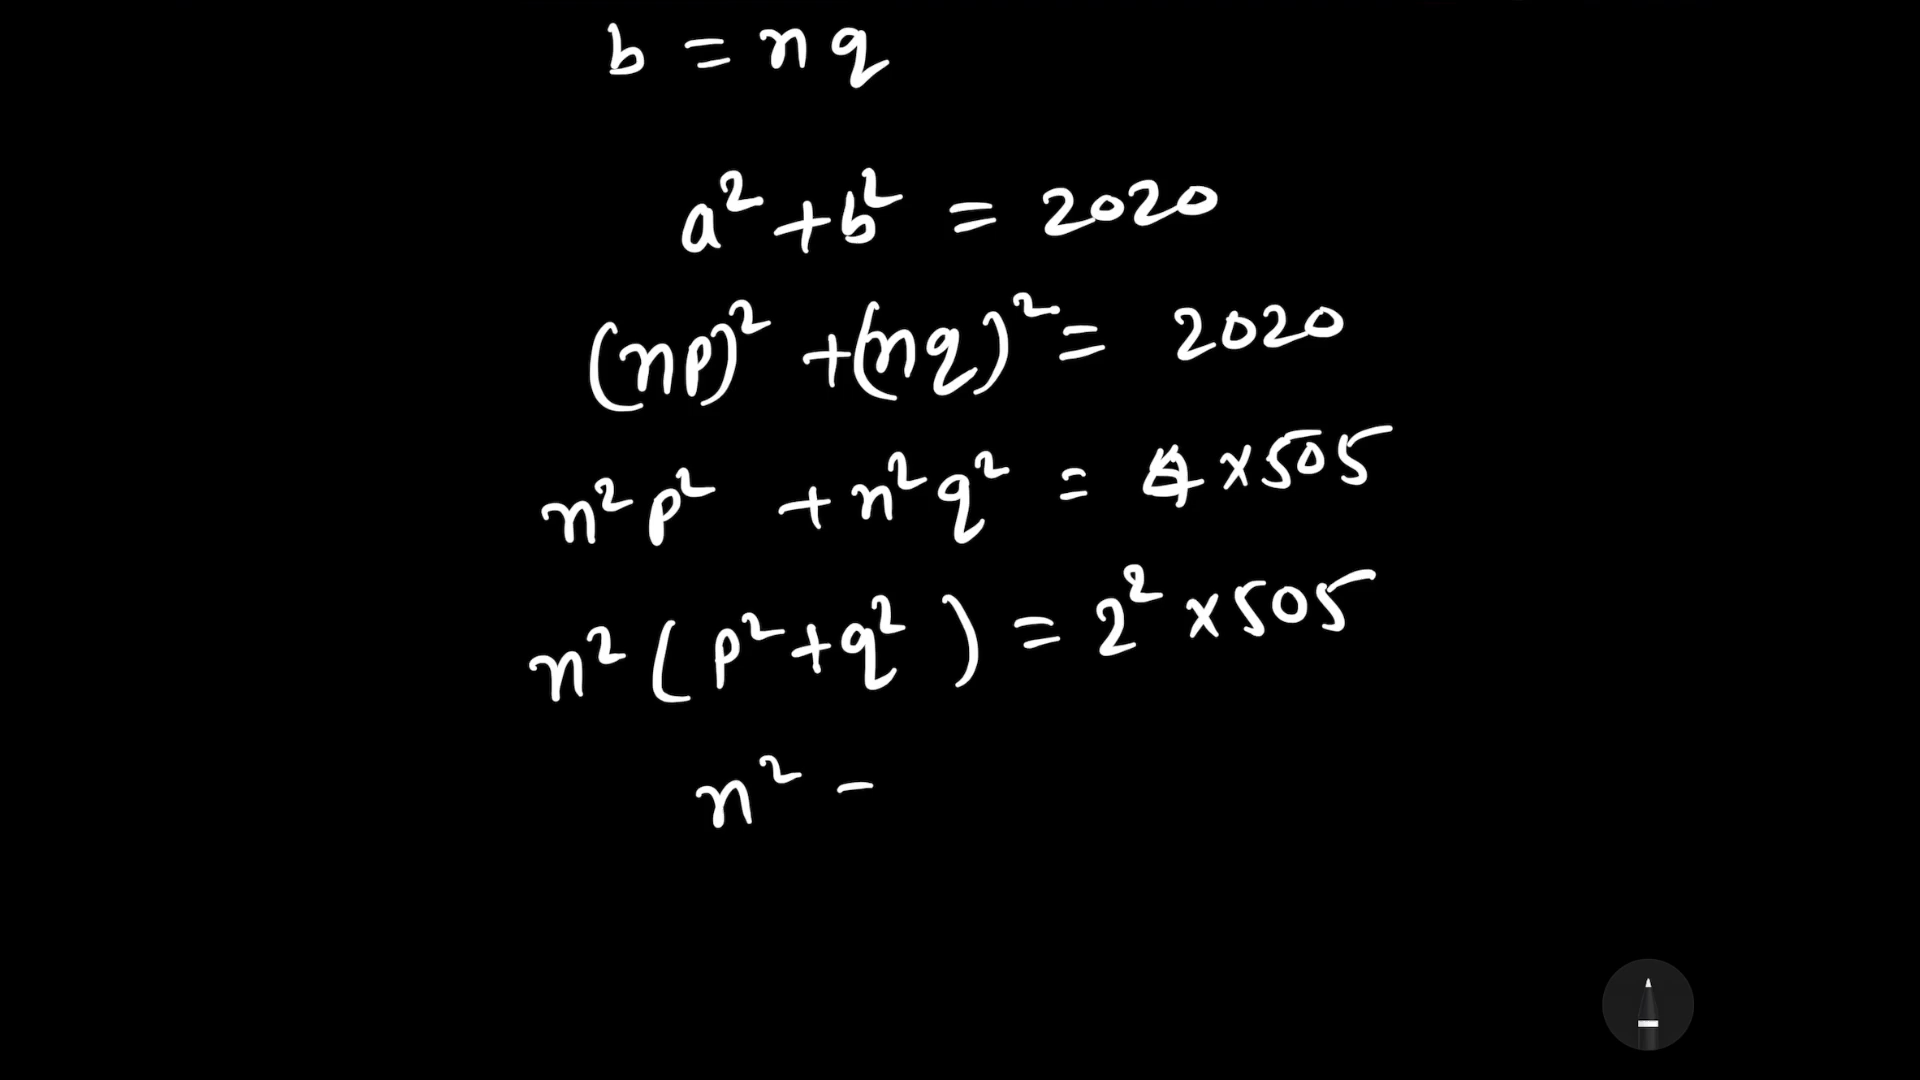 b = nq
a² + b² = 2020
(np)² + (nq)² = 2020
n²p² + n²q² = 4 × 505
n² ( p² + q² ) = 2² × 505
n² -